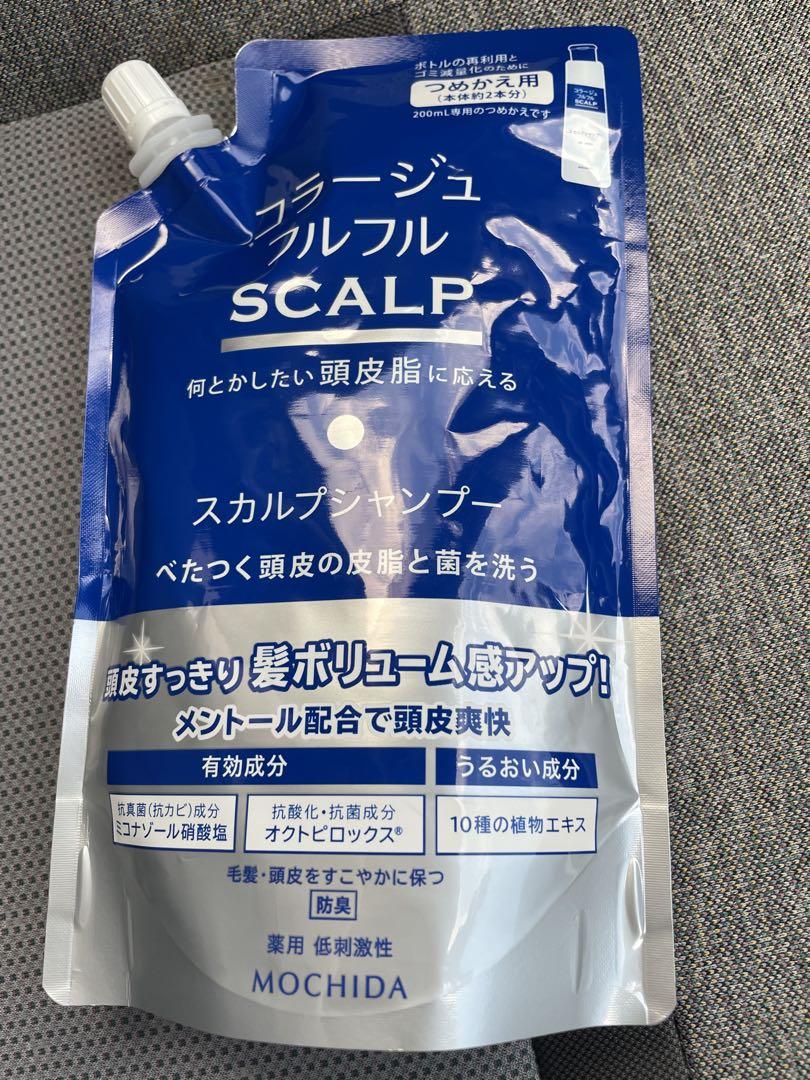 ボトルの再利用と
ゴミ減量化のために
つめかえ用
(本体約2本分)
200mL専用のつめかえです
コラージュ
フルフル
SCALP
コラージュ
フルフル
SCALP
何とかしたい頭皮脂に応える
スカルプシャンプー
べたつく頭皮の皮脂と菌を洗う
頭皮すっきり 髪ボリューム感アップ!
メントール配合で頭皮爽快
有効成分 うるおい成分
抗真菌(抗カビ)成分
ミコナゾール硝酸塩
抗酸化・抗菌成分
オクトピロックス®
10種の植物エキス
毛髪・頭皮をすこやかに保つ
防臭
薬用 低刺激性
MOCHIDA